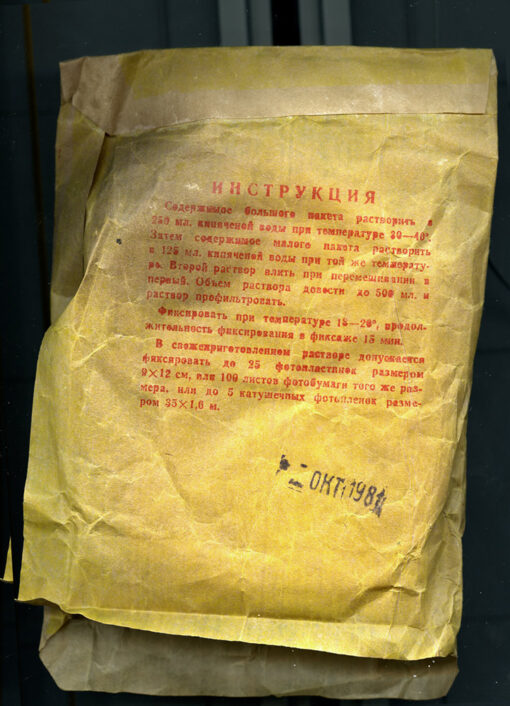 ИНСТРУКЦИЯ
Содержимое большого пакета растворить в
250 мл. кипяченой воды при температуре 30—40°.
Затем содержимое малого пакета растворить
в 125 мл. кипяченой воды при той же температу-
ре. Второй раствор влить при перемешивании в
первый. Объем раствора довести до 500 мл. и
раствор профильтровать.
Фиксировать при температуре 18—20°, продол-
жительность фиксирования в фиксаже 15 мин.
В свежеприготовленном растворе допускается
фиксировать до 25 фотопластинок размером
9×12 см, или 100 листов фотобумаги того же раз-
мера, или до 5 катушечных фотопленок разме-
ром 35×1,6 м.
ОКТ 1981